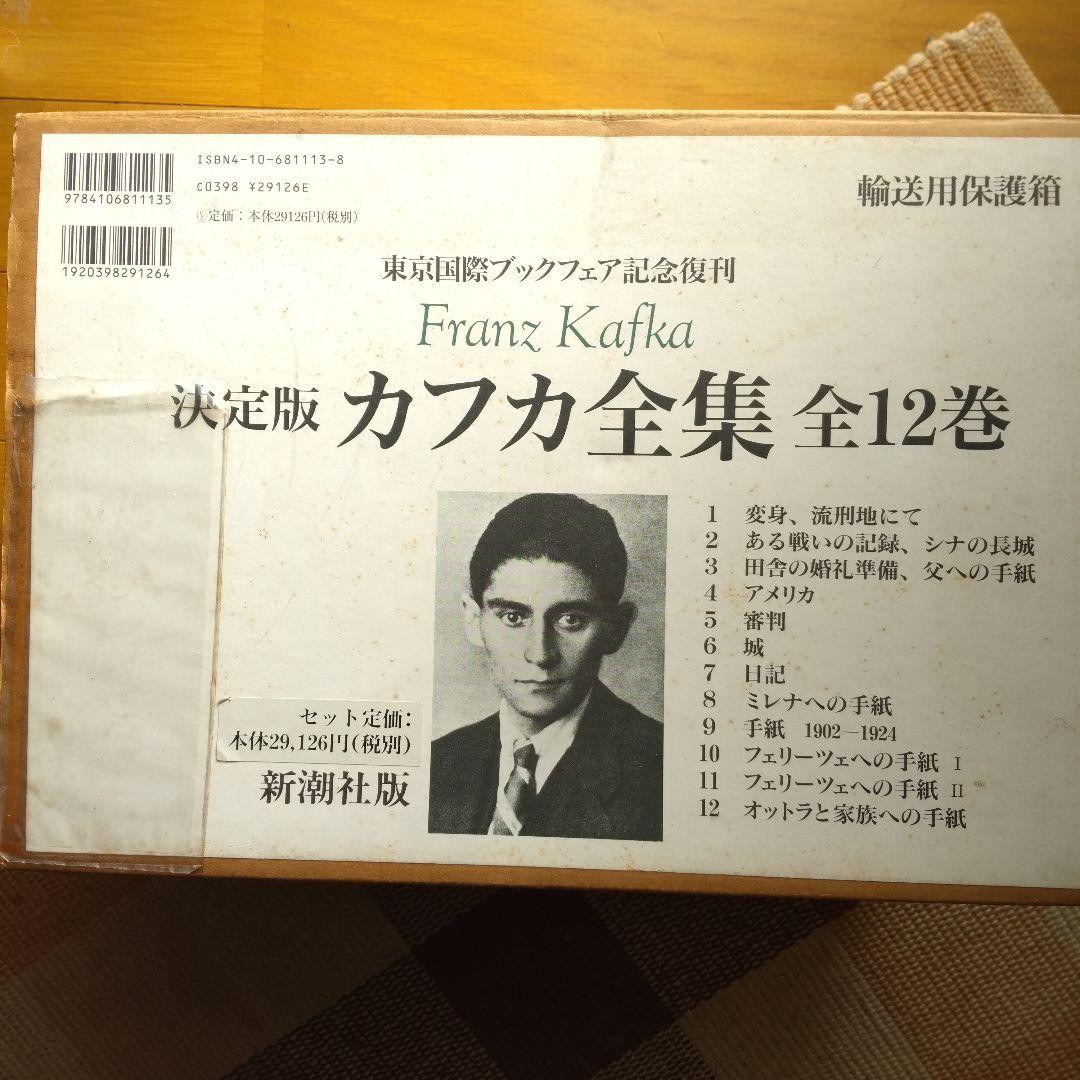 ISBN4-10-681113-8
9784106811135
C0398 ¥29126E
Ⓢ定価：本体29126円(税別)
1920398291264
輸送用保護箱
東京国際ブックフェア記念復刊
Franz Kafka
決定版 カフカ全集 全12巻
1 変身、流刑地にて
2 ある戦いの記録、シナの長城
3 田舎の婚礼準備、父への手紙
4 アメリカ
5 審判
6 城
7 日記
8 ミレナへの手紙
9 手紙 1902―1924
10 フェリーツェへの手紙 I
11 フェリーツェへの手紙 II
12 オットラと家族への手紙
セット定価：
本体29,126円(税別)
新潮社版